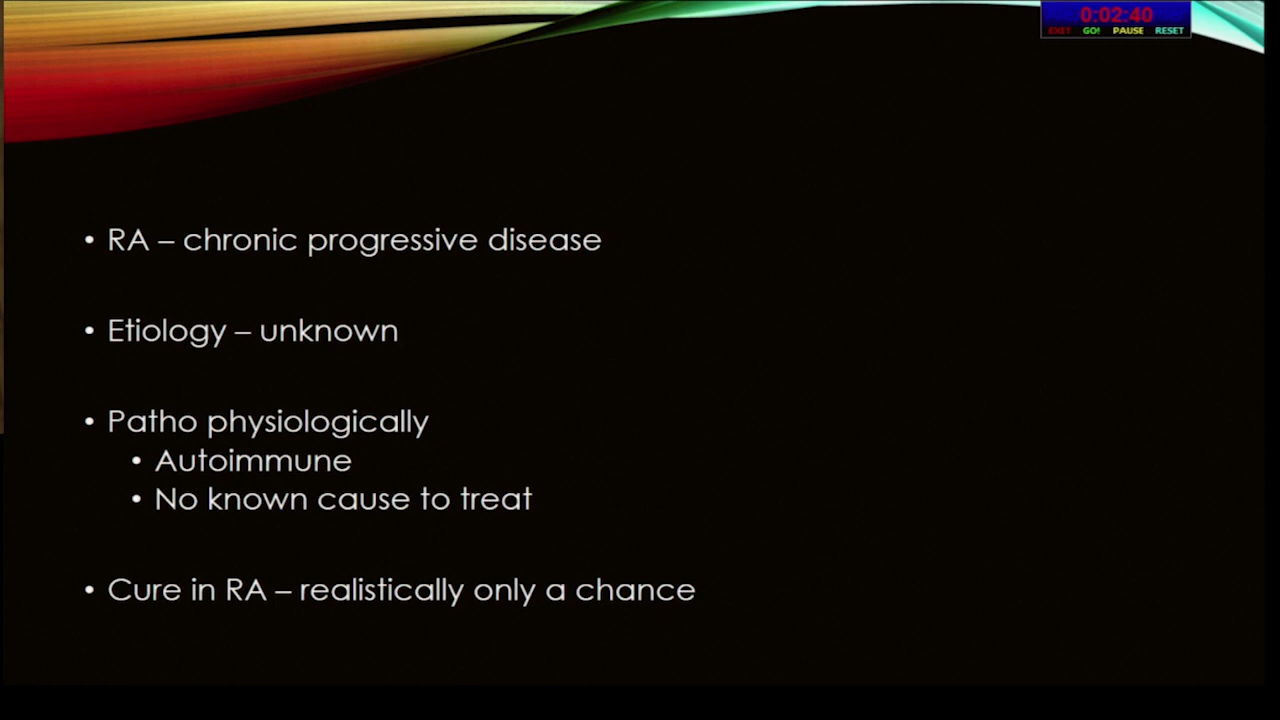 0:02:40
EXIT GO! PAUSE RESET
• RA – chronic progressive disease
• Etiology – unknown
• Patho physiologically
• Autoimmune
• No known cause to treat
• Cure in RA – realistically only a chance